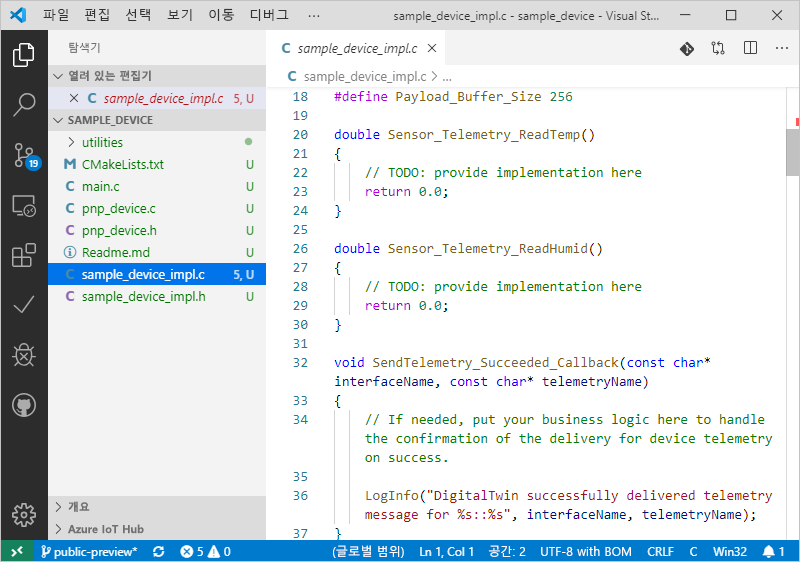 파일 편집 선택 보기 이동 디버그 ··· sample_device_impl.c - sample_device - Visual St...
탐색기
열려 있는 편집기
C sample_device_impl.c 5, U
SAMPLE_DEVICE
utilities
M CMakeLists.txt U
C main.c U
C pnp_device.c U
C pnp_device.h U
Readme.md U
C sample_device_impl.c 5, U
C sample_device_impl.h U
19
개요
Azure IoT Hub
C sample_device_impl.c
C sample_device_impl.c > ...
18 #define Payload_Buffer_Size 256
19
20 double Sensor_Telemetry_ReadTemp()
21 {
22 // TODO: provide implementation here
23 return 0.0;
24 }
25
26 double Sensor_Telemetry_ReadHumid()
27 {
28 // TODO: provide implementation here
29 return 0.0;
30 }
31
32 void SendTelemetry_Succeeded_Callback(const char*
interfaceName, const char* telemetryName)
33 {
34 // If needed, put your business logic here to handle
the confirmation of the delivery for device telemetry
on success.
35
36 LogInfo("DigitalTwin successfully delivered telemetry
message for %s::%s", interfaceName, telemetryName);
37 }
public-preview* 5 0 (글로벌 범위) Ln 1, Col 1 공간: 2 UTF-8 with BOM CRLF C Win32 1